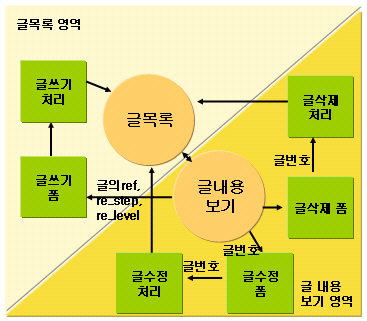 글목록 영역
글쓰기
처리
글목록
글삭제
처리
글번호
글쓰기
폼
글의ref,
re_step,
re_level
글내용
보기
글삭제 폼
글번호
글수정
처리
글번호
글수정
폼
글 내용
보기 영역